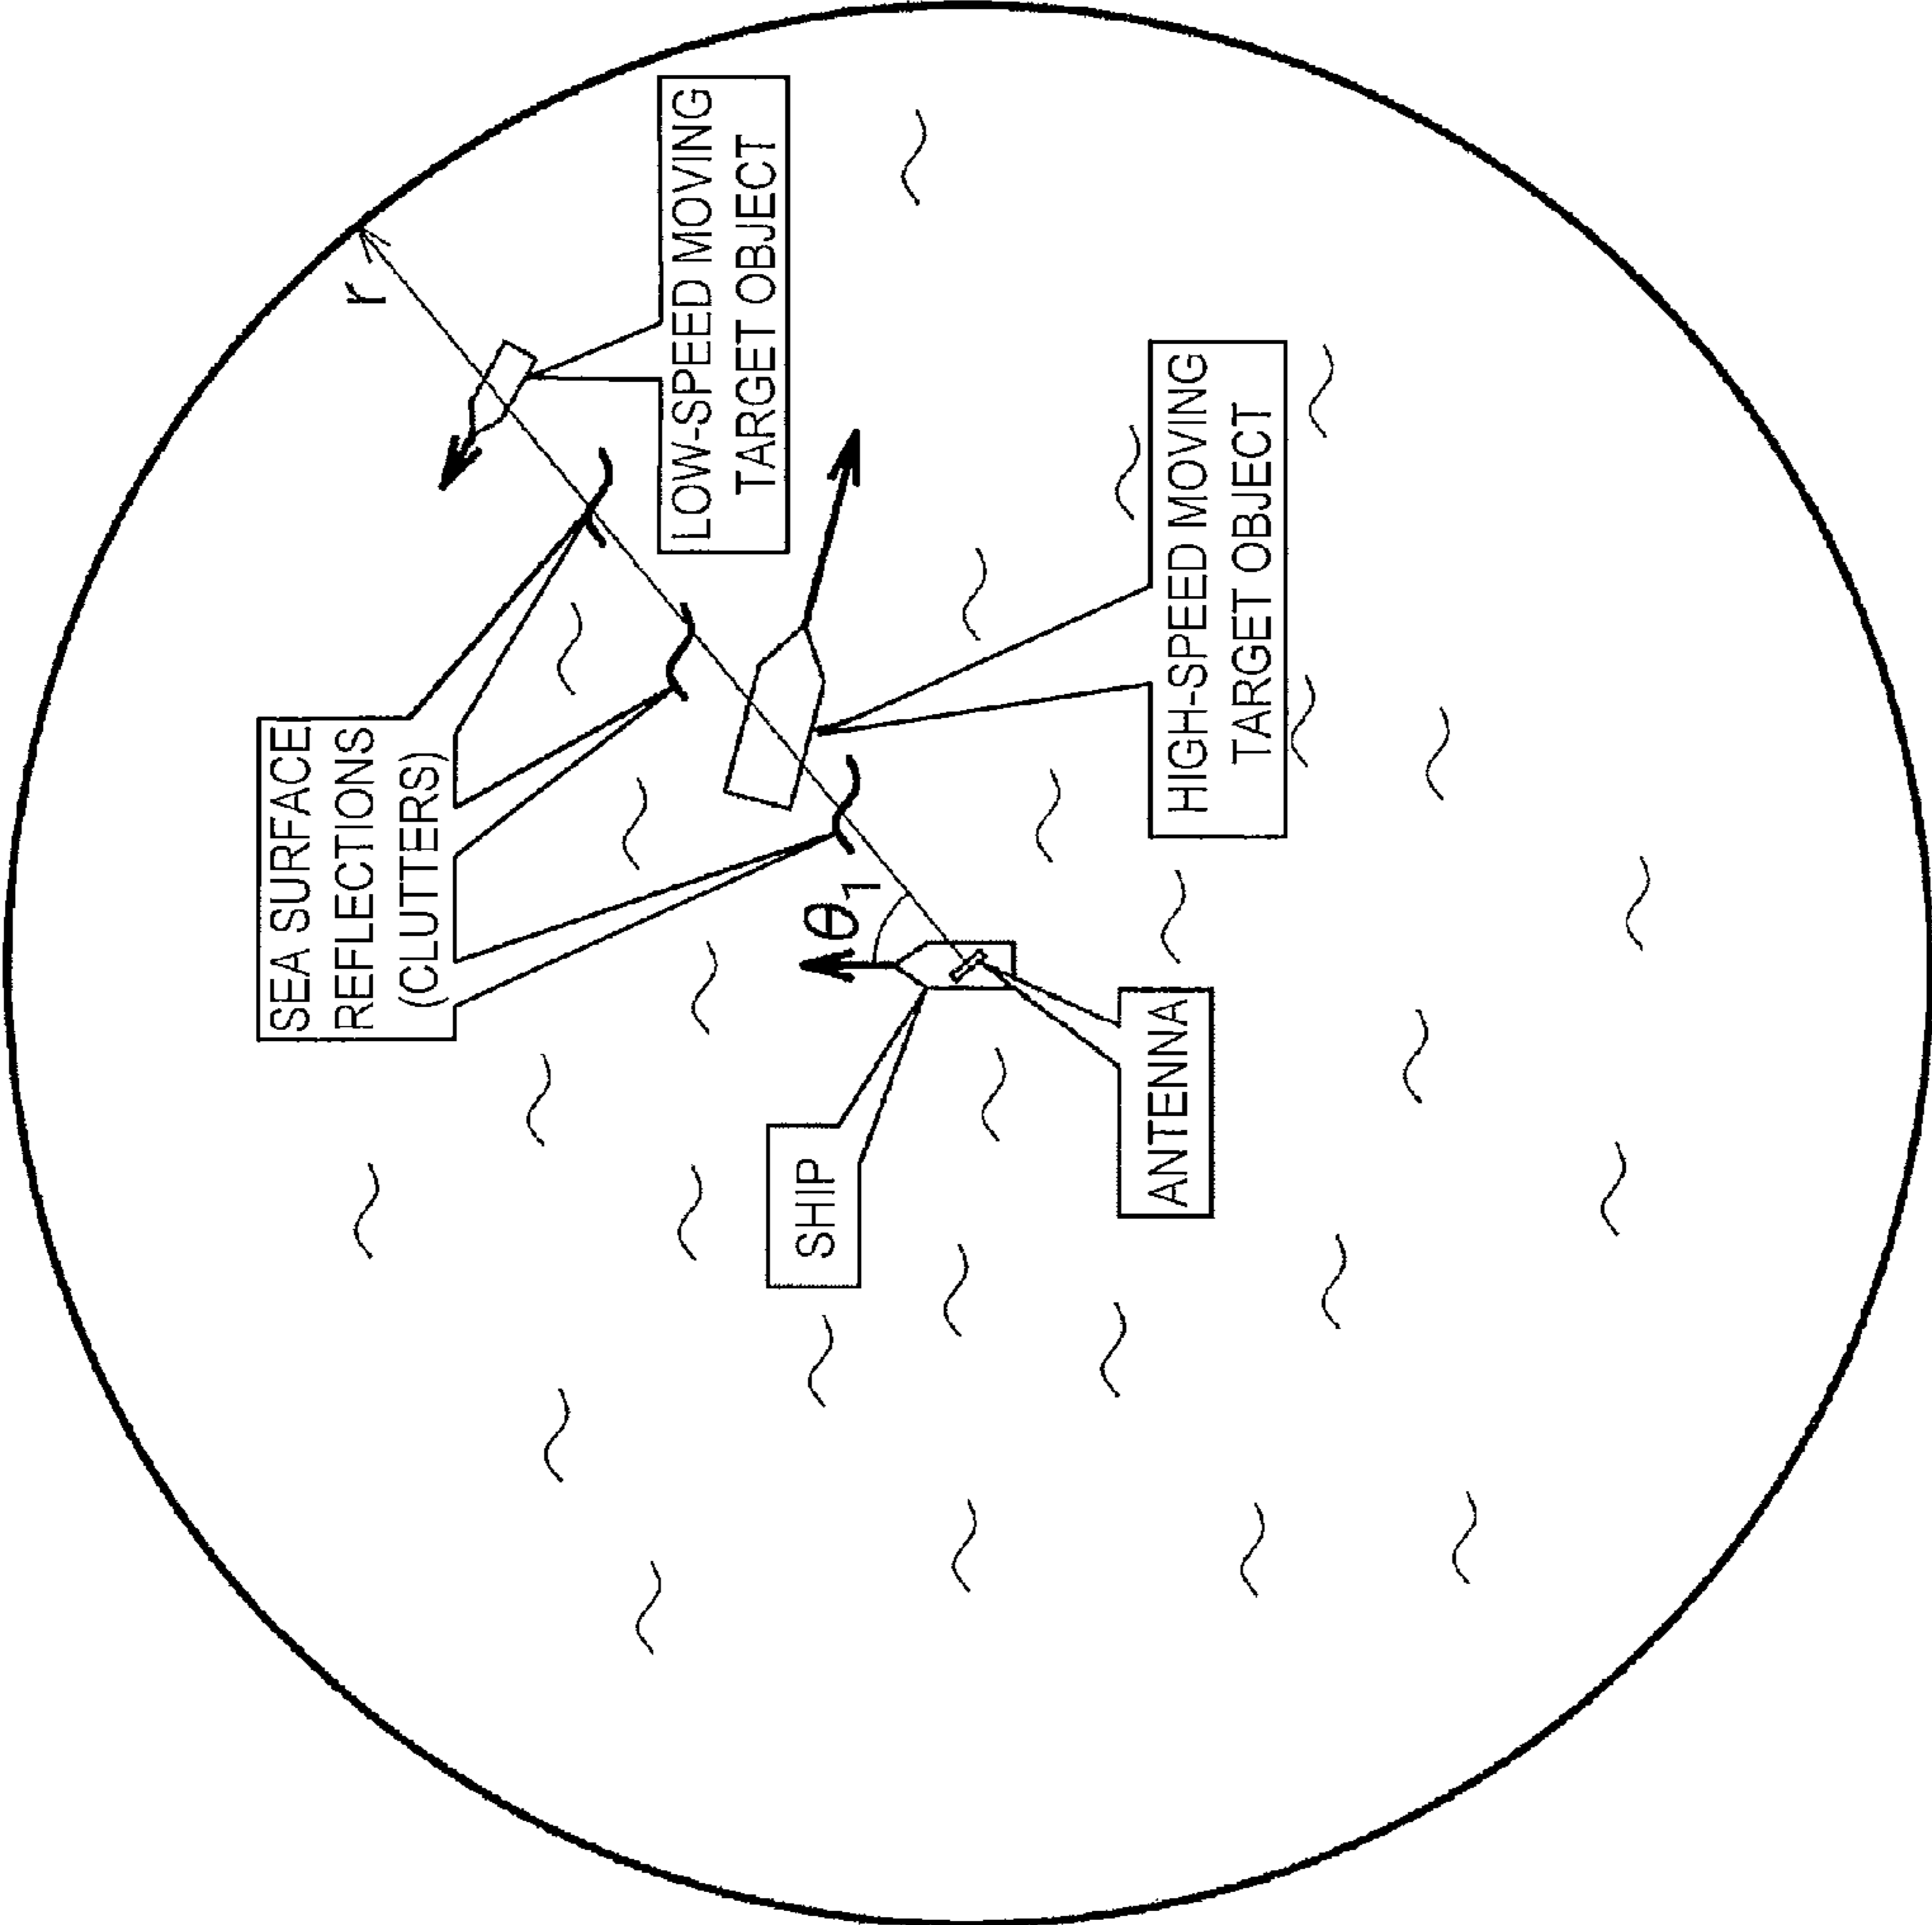 SEA SURFACE
REFLECTIONS
(CLUTTERS)
r
LOW-SPEED MOVING
TARGET OBJECT
θ1
SHIP
HIGH-SPEED MOVING
TARGET OBJECT
ANTENNA